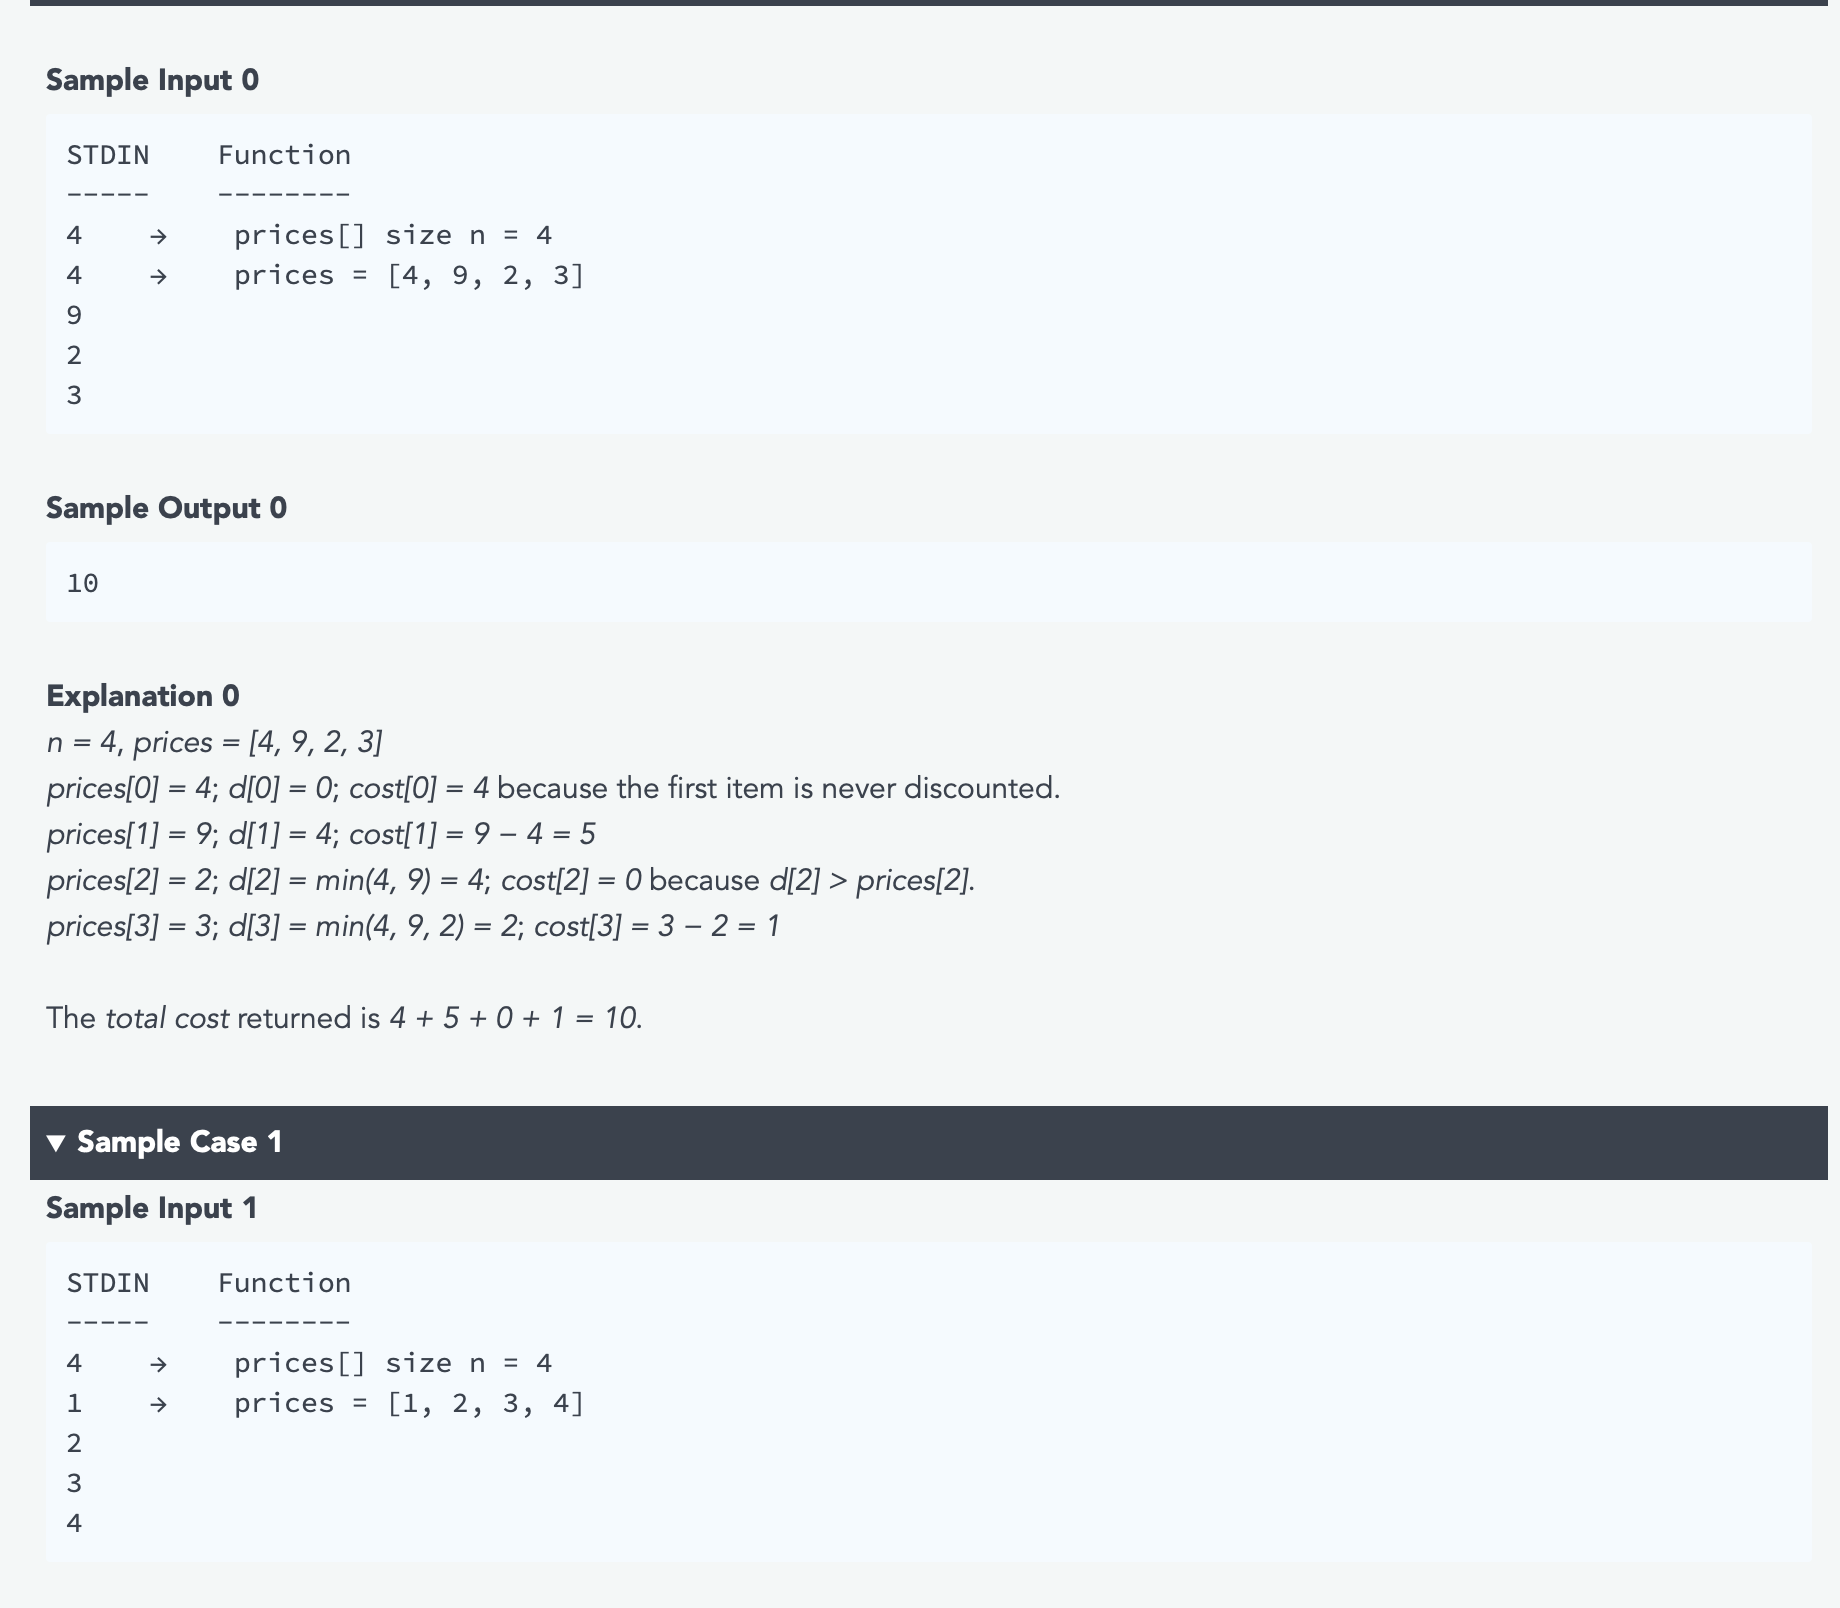 Sample Input 0
STDIN    Function
-----    --------
4    →    prices[] size n = 4
4    →    prices = [4, 9, 2, 3]
9
2
3
Sample Output 0
10
Explanation 0
n = 4, prices = [4, 9, 2, 3]
prices[0] = 4; d[0] = 0; cost[0] = 4 because the first item is never discounted.
prices[1] = 9; d[1] = 4; cost[1] = 9 − 4 = 5
prices[2] = 2; d[2] = min(4, 9) = 4; cost[2] = 0 because d[2] > prices[2].
prices[3] = 3; d[3] = min(4, 9, 2) = 2; cost[3] = 3 − 2 = 1
The total cost returned is 4 + 5 + 0 + 1 = 10.
▼ Sample Case 1
Sample Input 1
STDIN    Function
-----    --------
4    →    prices[] size n = 4
1    →    prices = [1, 2, 3, 4]
2
3
4